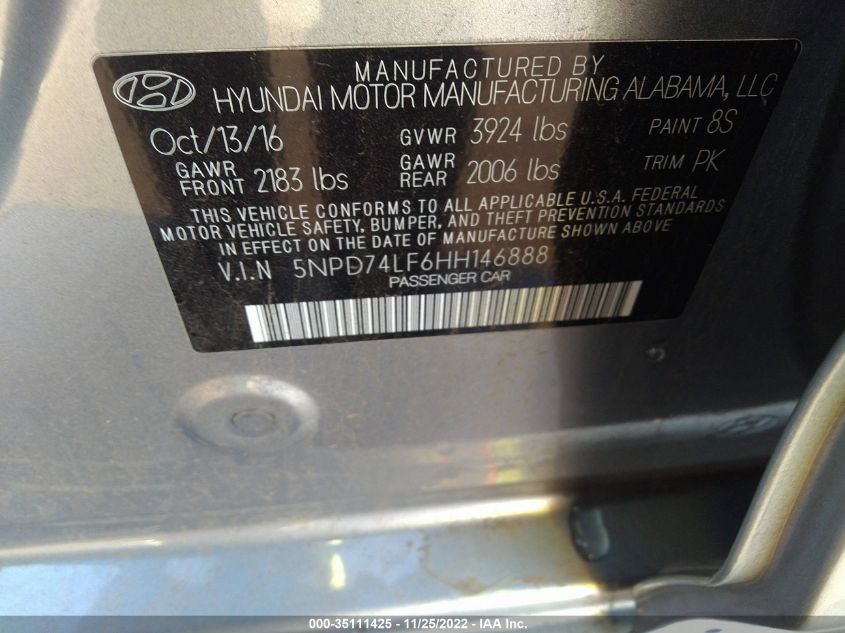 MANUFACTURED BY
HYUNDAI MOTOR MANUFACTURING ALABAMA, LLC
Oct/13/16 GVWR 3924 lbs PAINT 8S
GAWR FRONT 2183 lbs GAWR REAR 2006 lbs TRIM PK
THIS VEHICLE CONFORMS TO ALL APPLICABLE U.S.A. FEDERAL
MOTOR VEHICLE SAFETY, BUMPER, AND THEFT PREVENTION STANDARDS
IN EFFECT ON THE DATE OF MANUFACTURE SHOWN ABOVE
V.I.N 5NPD74LF6HH146888
PASSENGER CAR
000-35111425 - 11/25/2022 - IAA Inc.